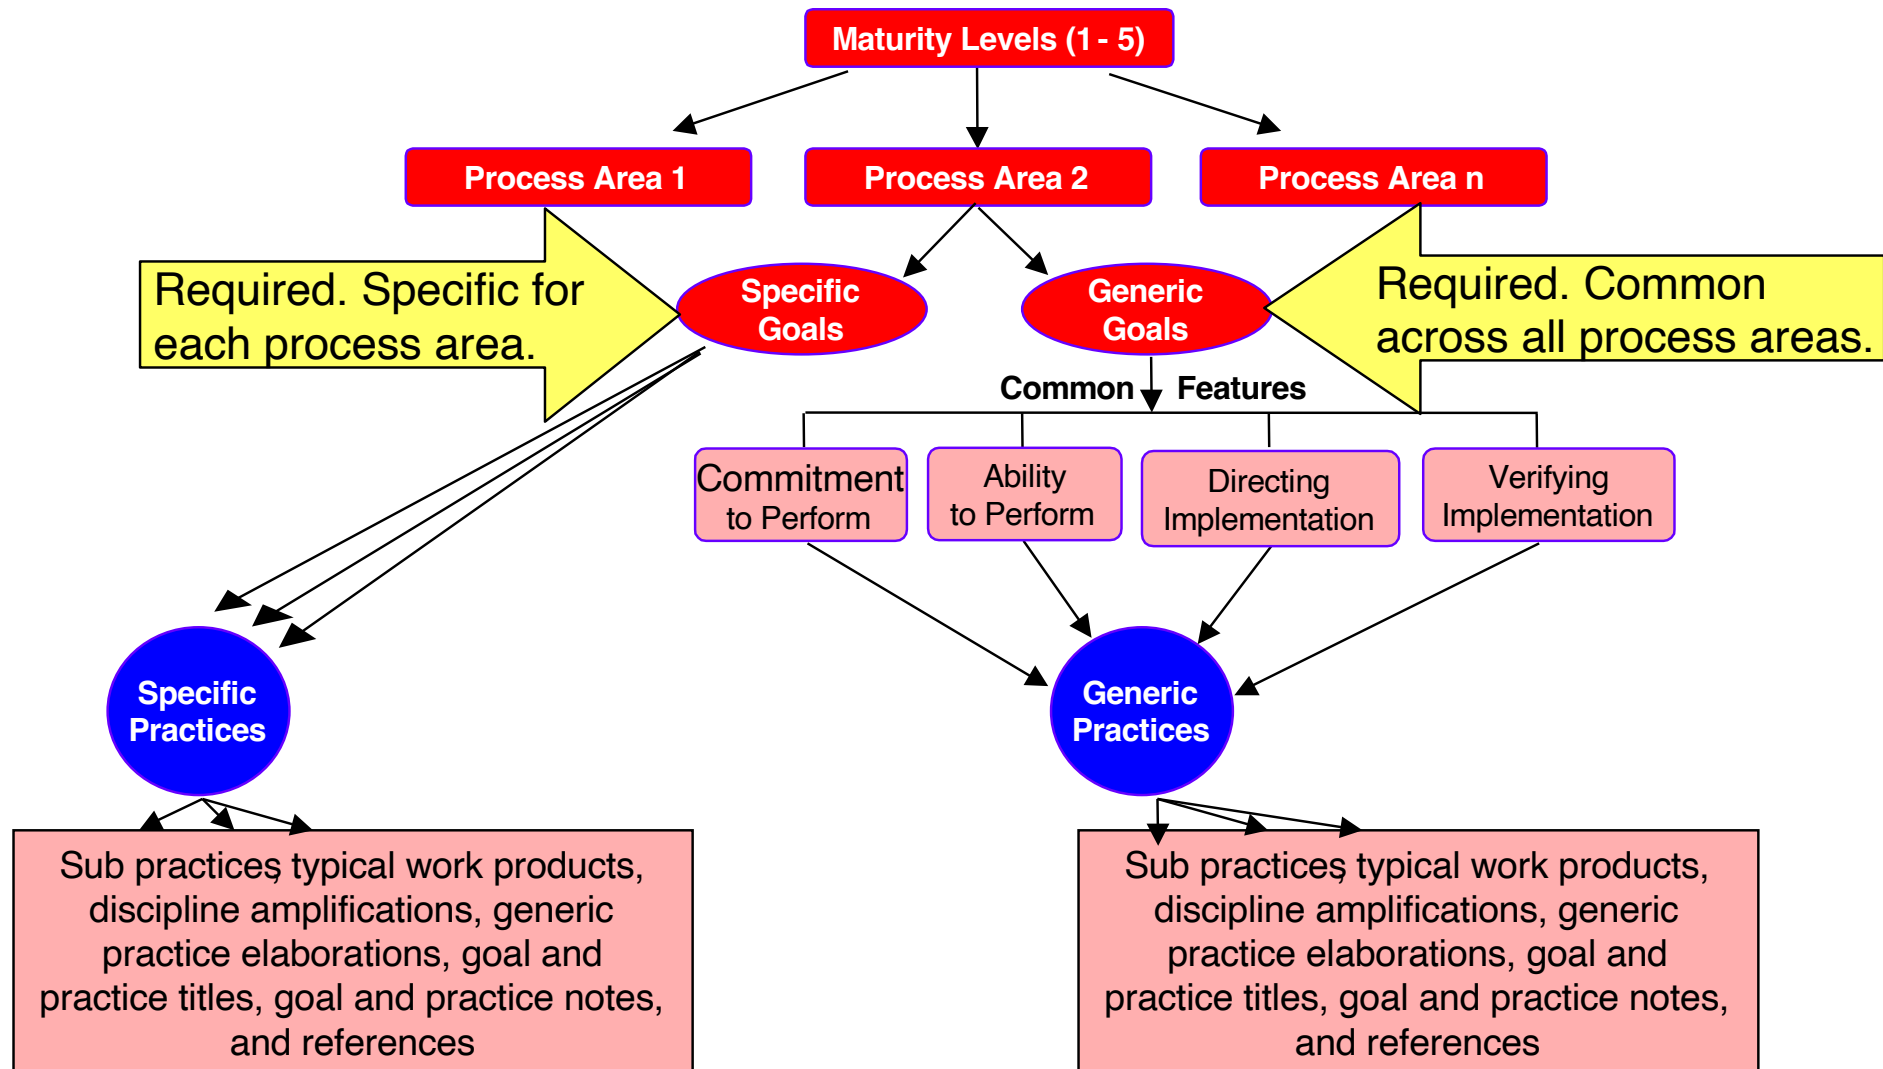 Maturity Levels (1 - 5)
Process Area 1
Process Area 2
Process Area n
Required. Specific for
each process area.
Specific
Goals
Generic
Goals
Required. Common
across all process areas.
Common Features
Commitment
to Perform
Ability
to Perform
Directing
Implementation
Verifying
Implementation
Specific
Practices
Generic
Practices
Sub practices, typical work products,
discipline amplifications, generic
practice elaborations, goal and
practice titles, goal and practice notes,
and references
Sub practices, typical work products,
discipline amplifications, generic
practice elaborations, goal and
practice titles, goal and practice notes,
and references